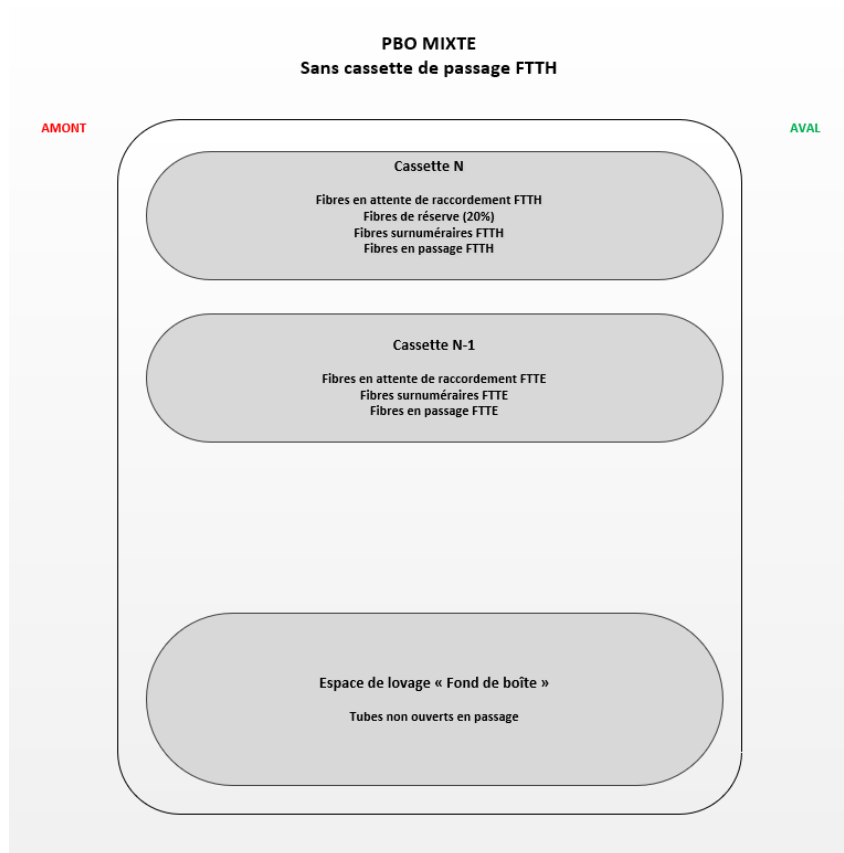 PBO MIXTE
Sans cassette de passage FTTH
AMONT
AVAL
Cassette N
Fibres en attente de raccordement FTTH
Fibres de réserve (20%)
Fibres surnuméraires FTTH
Fibres en passage FTTH
Cassette N-1
Fibres en attente de raccordement FTTE
Fibres surnuméraires FTTE
Fibres en passage FTTE
Espace de lovage « Fond de boîte »
Tubes non ouverts en passage